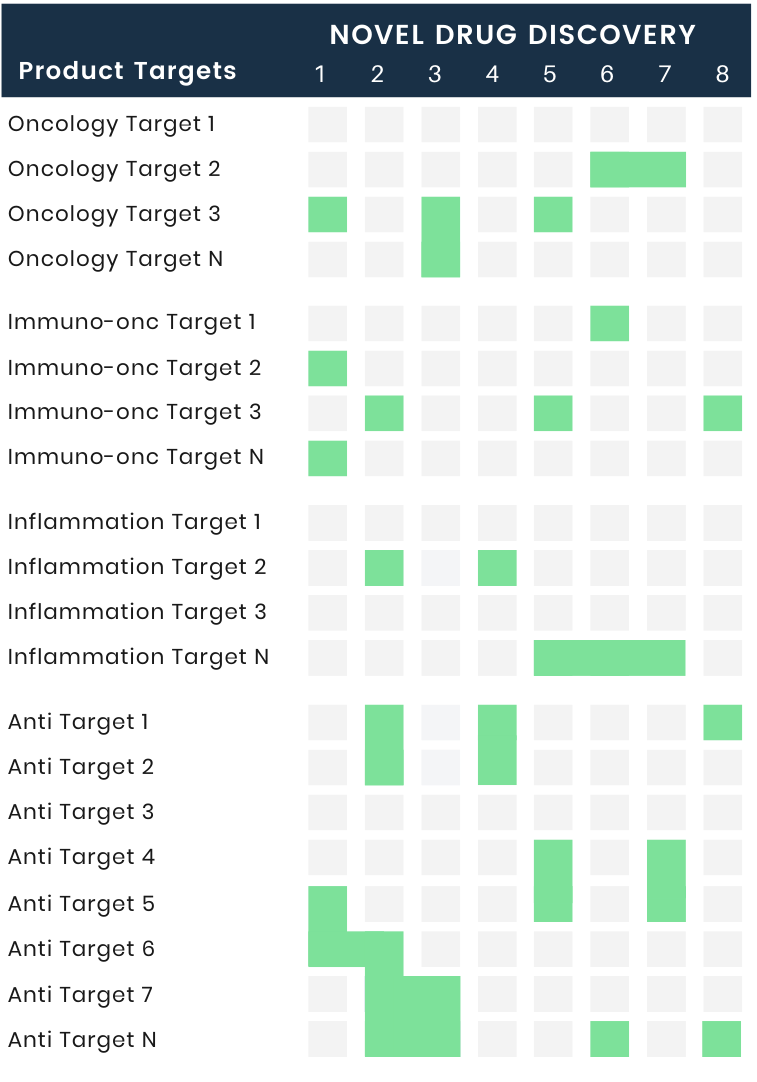 NOVEL DRUG DISCOVERY
Product Targets 1 2 3 4 5 6 7 8
Oncology Target 1
Oncology Target 2
Oncology Target 3
Oncology Target N
Immuno-onc Target 1
Immuno-onc Target 2
Immuno-onc Target 3
Immuno-onc Target N
Inflammation Target 1
Inflammation Target 2
Inflammation Target 3
Inflammation Target N
Anti Target 1
Anti Target 2
Anti Target 3
Anti Target 4
Anti Target 5
Anti Target 6
Anti Target 7
Anti Target N